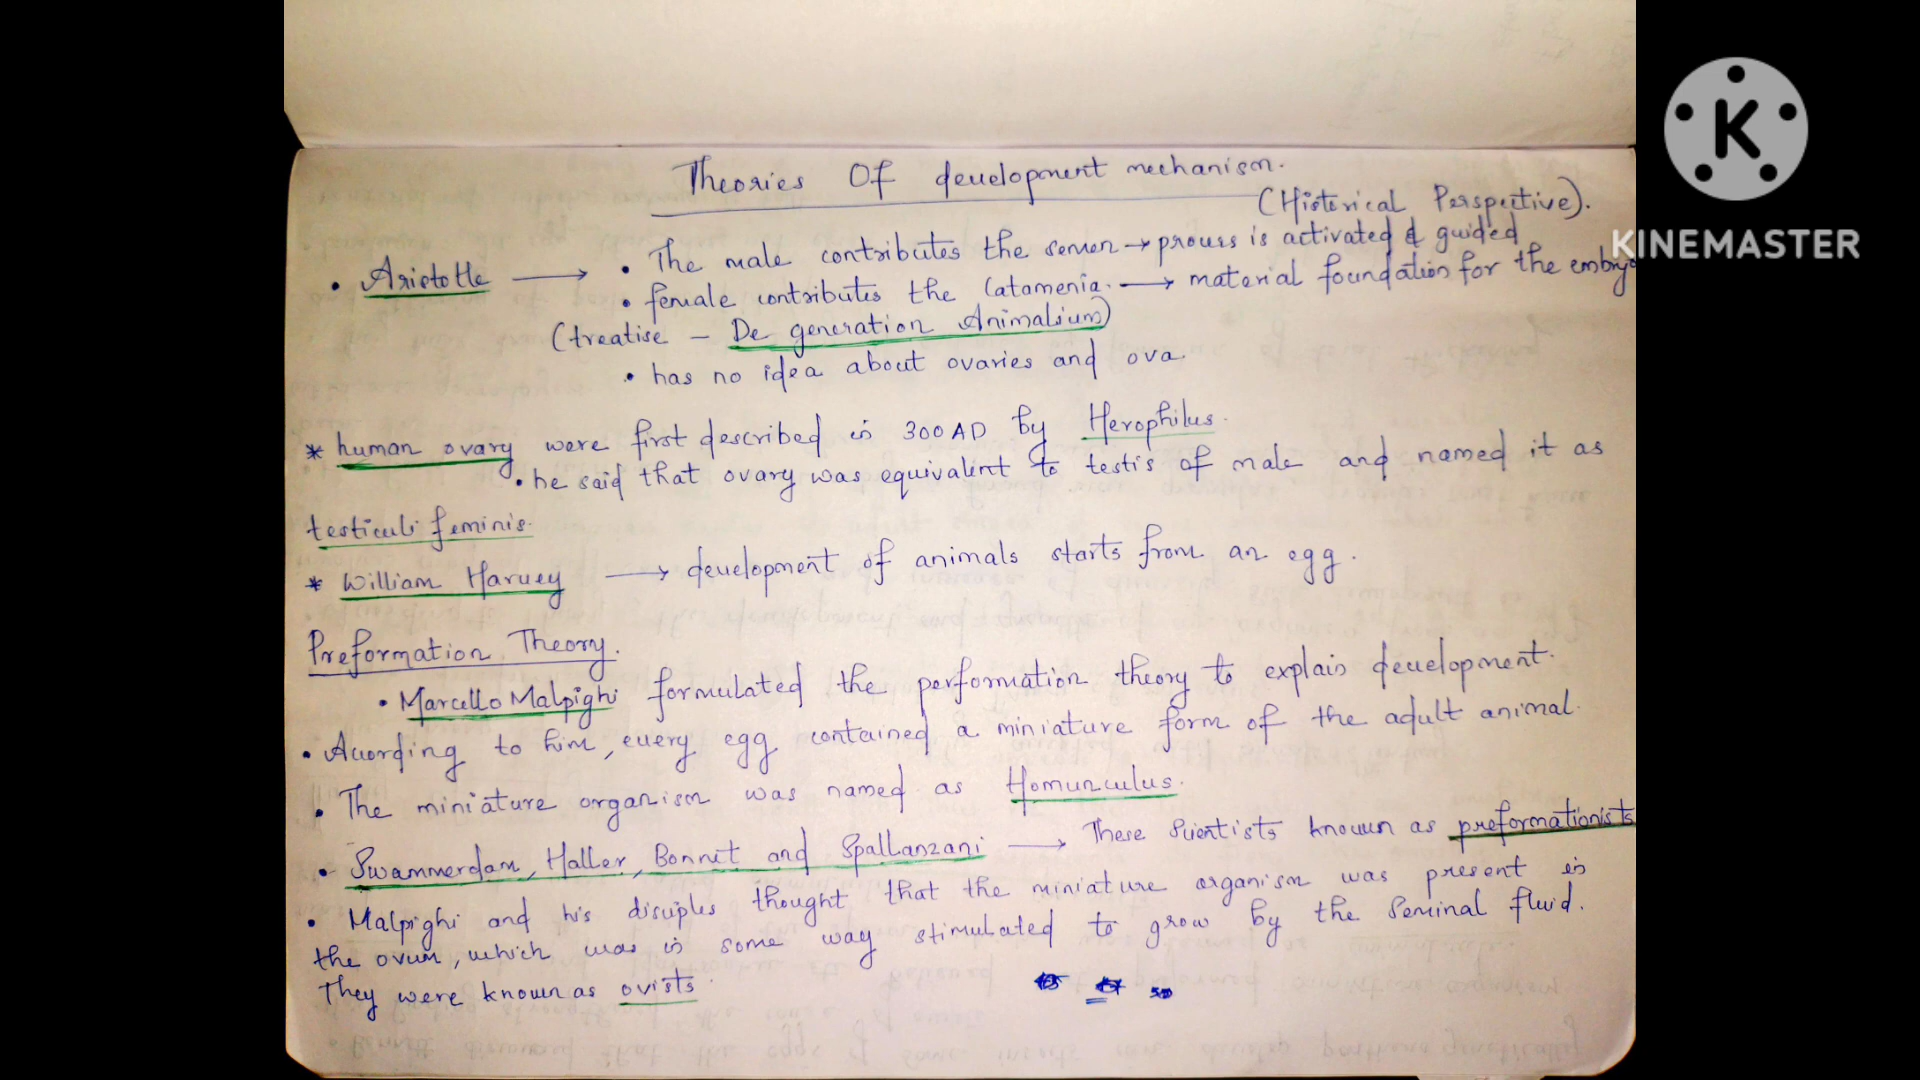 Theories Of development mechanism.
(Historical Perspective).
• Aristotle → • The male contributes the semen → process is activated & guided
• female contributes the Catamenia. → material foundation for the embryo
(treatise - De generation Animalium)
• has no idea about ovaries and ova.
* human ovary were first described in 300 AD by Herophilus.
• he said that ovary was equivalent to testis of male and named it as
testiculi feminis.
* William Harvey → development of animals starts from an egg.
Preformation Theory.
• Marcello Malpighi formulated the performation theory to explain development.
• According to him, every egg contained a miniature form of the adult animal.
• The miniature organism was named as Homunculus.
• Swammerdam, Haller, Bonnet and Spallanzani → These Scientists known as preformationists
• Malpighi and his disciples thought that the miniature organism was present in
the ovum, which was in some way stimulated to grow by the Seminal fluid.
They were known as ovists.
K
KINEMASTER